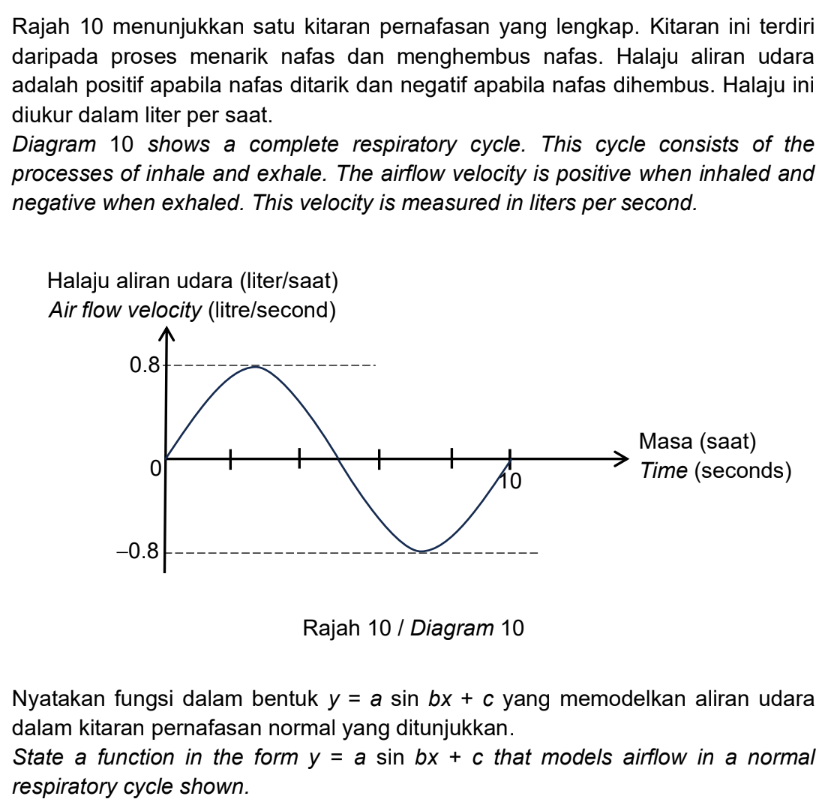 Rajah 10 menunjukkan satu kitaran pernafasan yang lengkap. Kitaran ini terdiri
daripada proses menarik nafas dan menghembus nafas. Halaju aliran udara
adalah positif apabila nafas ditarik dan negatif apabila nafas dihembus. Halaju ini
diukur dalam liter per saat.
Diagram 10 shows a complete respiratory cycle. This cycle consists of the
processes of inhale and exhale. The airflow velocity is positive when inhaled and
negative when exhaled. This velocity is measured in liters per second.
Halaju aliran udara (liter/saat)
Air flow velocity (litre/second)
0.8
Masa (saat)
0
Time (seconds)
10
–0.8
Rajah 10 / Diagram 10
Nyatakan fungsi dalam bentuk y = a sin bx + c yang memodelkan aliran udara
dalam kitaran pernafasan normal yang ditunjukkan.
State a function in the form y = a sin bx + c that models airflow in a normal
respiratory cycle shown.